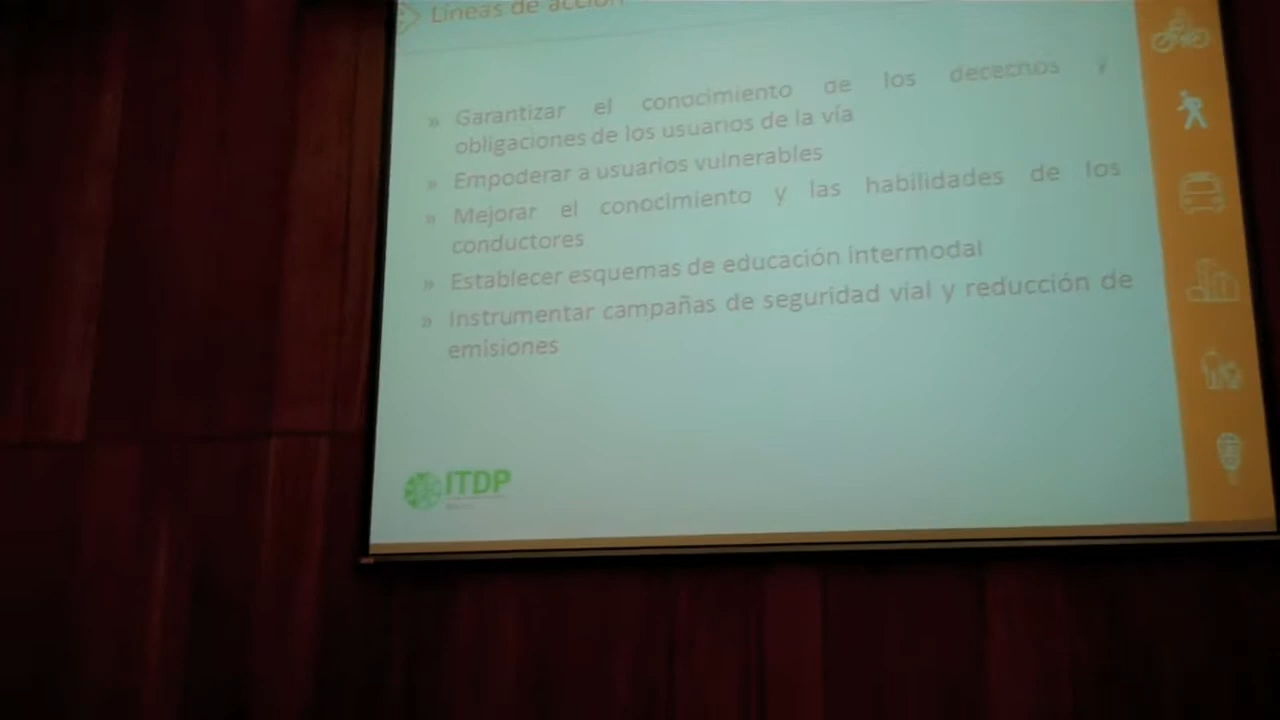 Líneas de acción
» Garantizar el conocimiento de los derechos y
obligaciones de los usuarios de la vía
» Empoderar a usuarios vulnerables
» Mejorar el conocimiento y las habilidades de los
conductores
» Establecer esquemas de educación intermodal
» Instrumentar campañas de seguridad vial y reducción de
emisiones
ITDP